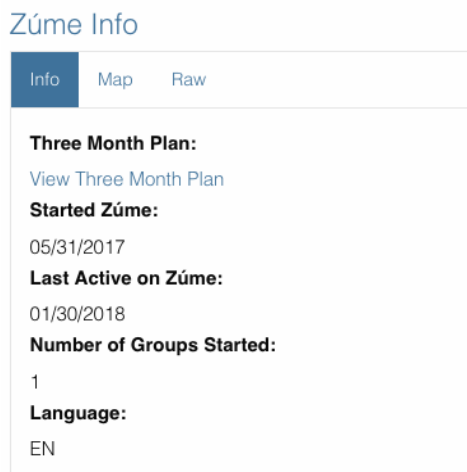 Zúme Info
Info Map Raw
Three Month Plan:
View Three Month Plan
Started Zúme:
05/31/2017
Last Active on Zúme:
01/30/2018
Number of Groups Started:
1
Language:
EN